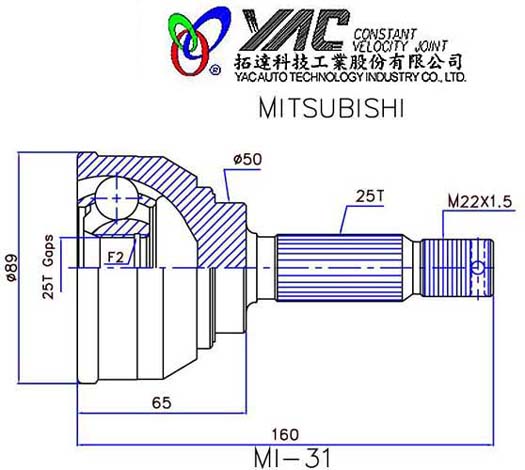 YAC CONSTANT
VELOCITY JOINT
®
拓達科技工業股份有限公司
YAC AUTO TECHNOLOGY INDUSTRY CO., LTD.
MITSUBISHI
ø50
25T
M22X1.5
ø89
25T Gaps
F2
65
160
MI-31